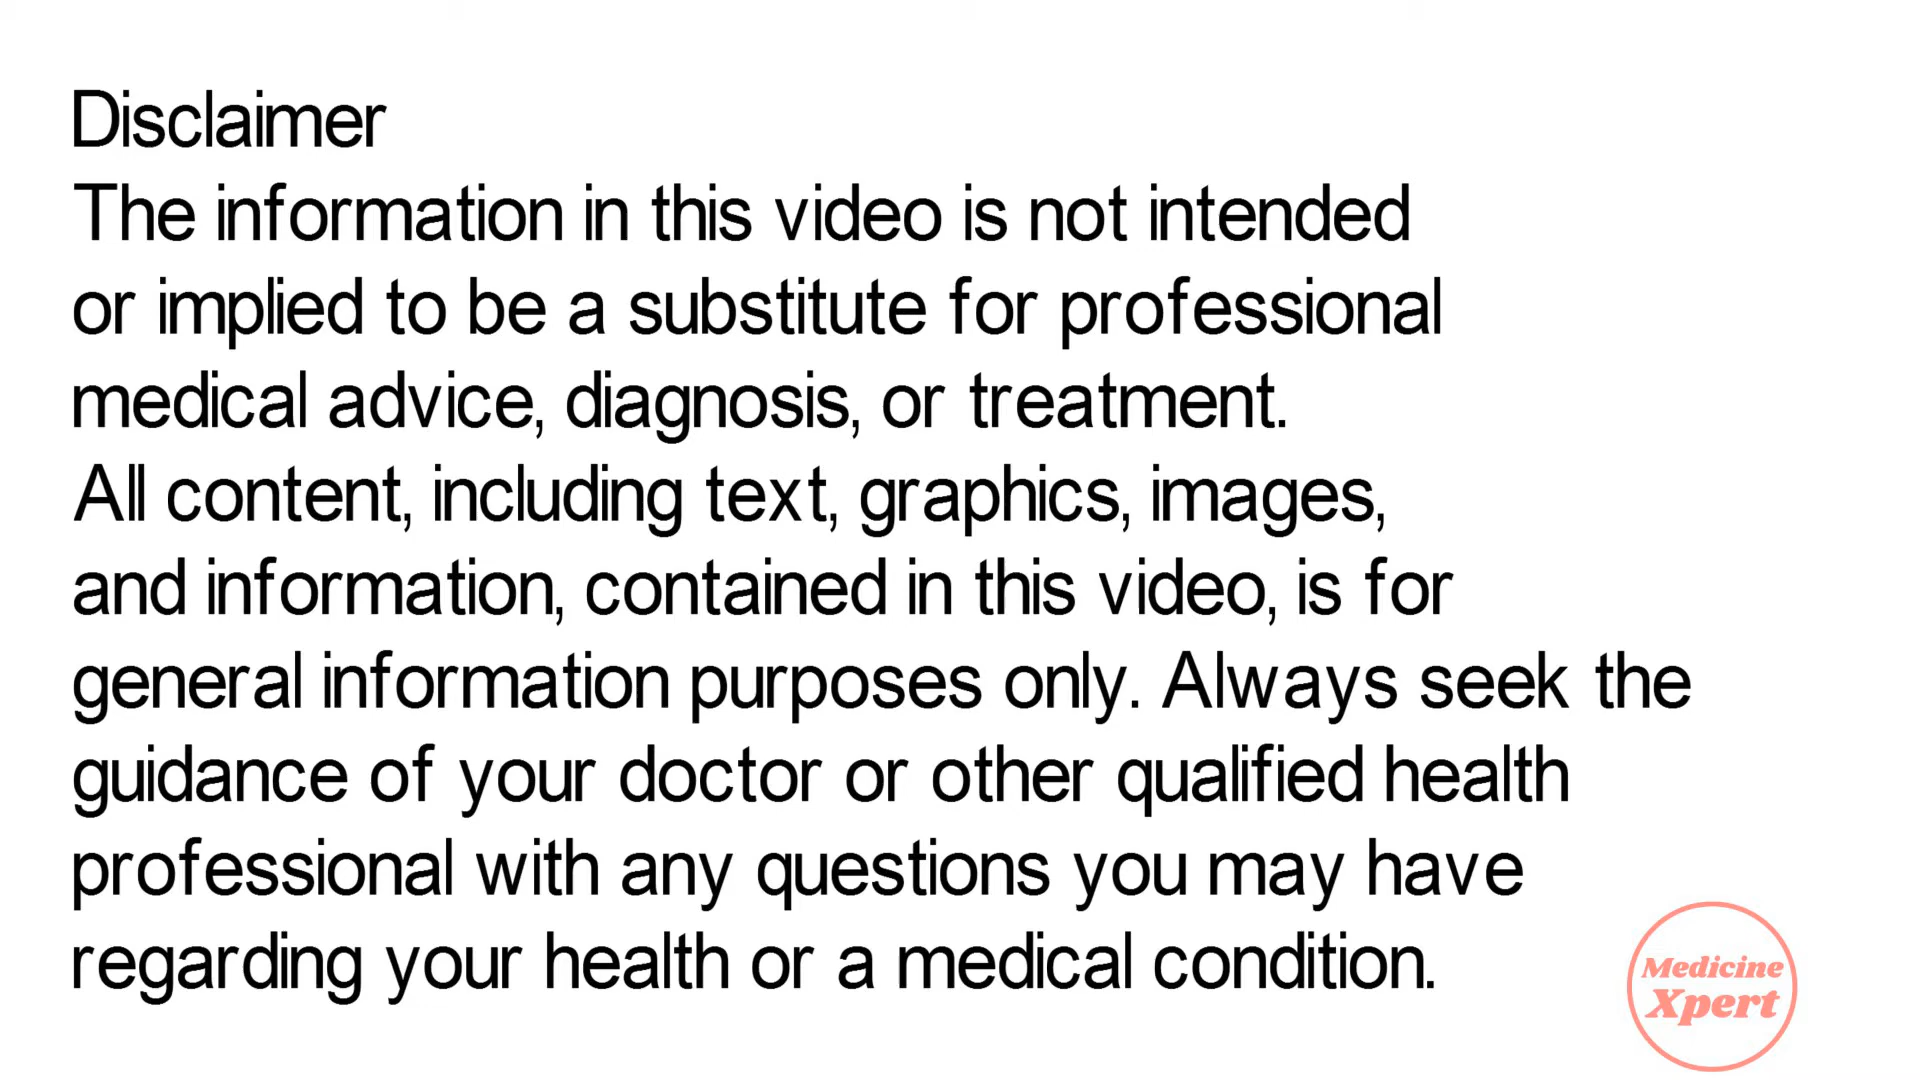 Disclaimer
The information in this video is not intended
or implied to be a substitute for professional
medical advice, diagnosis, or treatment.
All content, including text, graphics, images,
and information, contained in this video, is for
general information purposes only. Always seek the
guidance of your doctor or other qualified health
professional with any questions you may have
regarding your health or a medical condition.
Medicine
Xpert